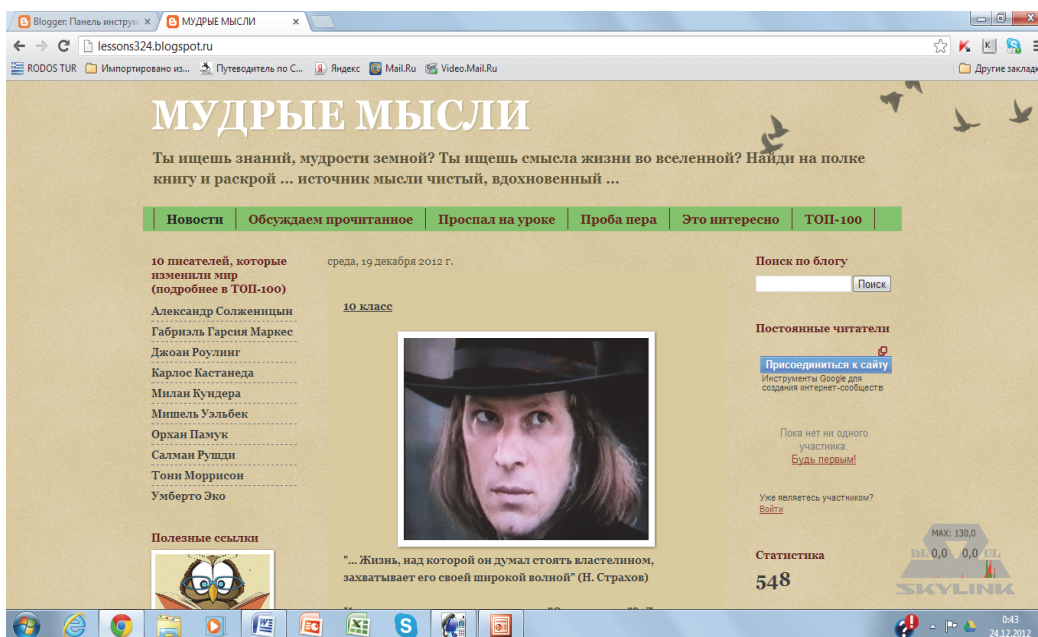 Blogger: Панель инструм
МУДРЫЕ МЫСЛИ
lessons324.blogspot.ru
RODOS TUR
Импортировано из...
Путеводитель по С...
Яндекс
Mail.Ru
Video.Mail.Ru
Другие заклад
МУДРЫЕ МЫСЛИ
Ты ищешь знаний, мудрости земной? Ты ищешь смысла жизни во вселенной? Найди на полке
книгу и раскрой ... источник мысли чистый, вдохновенный ...
Новости
Обсуждаем прочитанное
Проспал на уроке
Проба пера
Это интересно
ТОП-100
10 писателей, которые
изменили мир
(подробнее в ТОП-100)
Александр Солженицын
Габриэль Гарсия Маркес
Джоан Роулинг
Карлос Кастанеда
Милан Кундера
Мишель Уэльбек
Орхан Памук
Салман Рушди
Тони Моррисон
Умберто Эко
Полезные ссылки
среда, 19 декабря 2012 г.
10 класс
"... Жизнь, над которой он думал стоять властелином,
захватывает его своей широкой волной" (Н. Страхов)
Поиск по блогу
Поиск
Постоянные читатели
Присоединиться к сайту
Инструменты Google для
создания интернет-сообществ
Пока нет ни одного
участника.
Будь первым!
Уже являетесь участником?
Войти
Статистика
548
MAX: 130,0
DL 0,0 0,0 UL
SKYLINK
0:43
24.12.2012